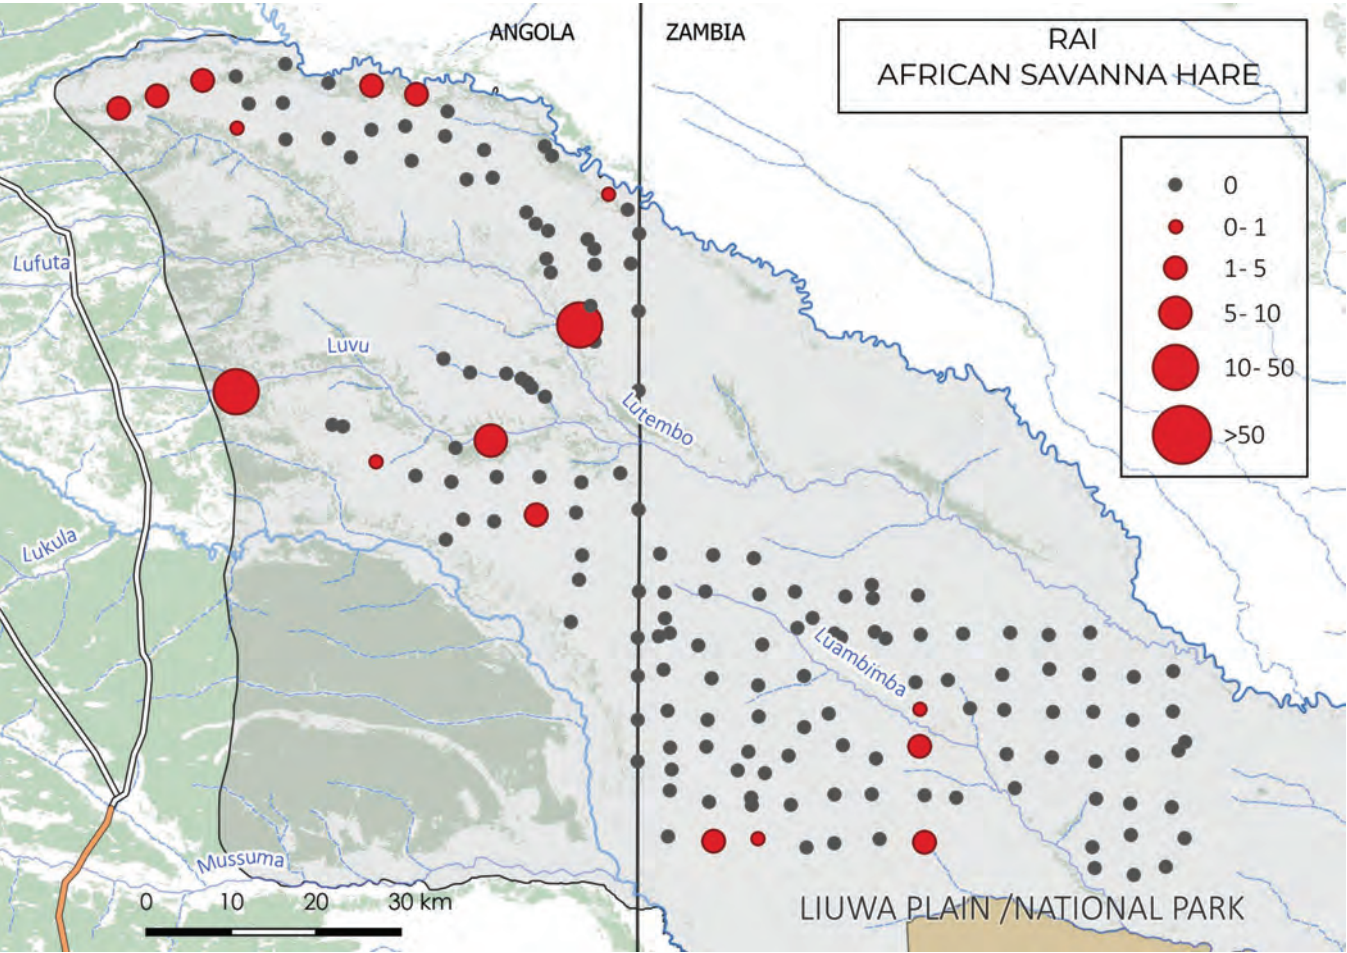 ANGOLA
ZAMBIA
RAI
AFRICAN SAVANNA HARE
0
0-1
1-5
5-10
10-50
>50
Lufuta
Luvu
Lutembo
Lukula
Luambimba
Mussuma
0 10 20 30 km
LIUWA PLAIN /NATIONAL PARK